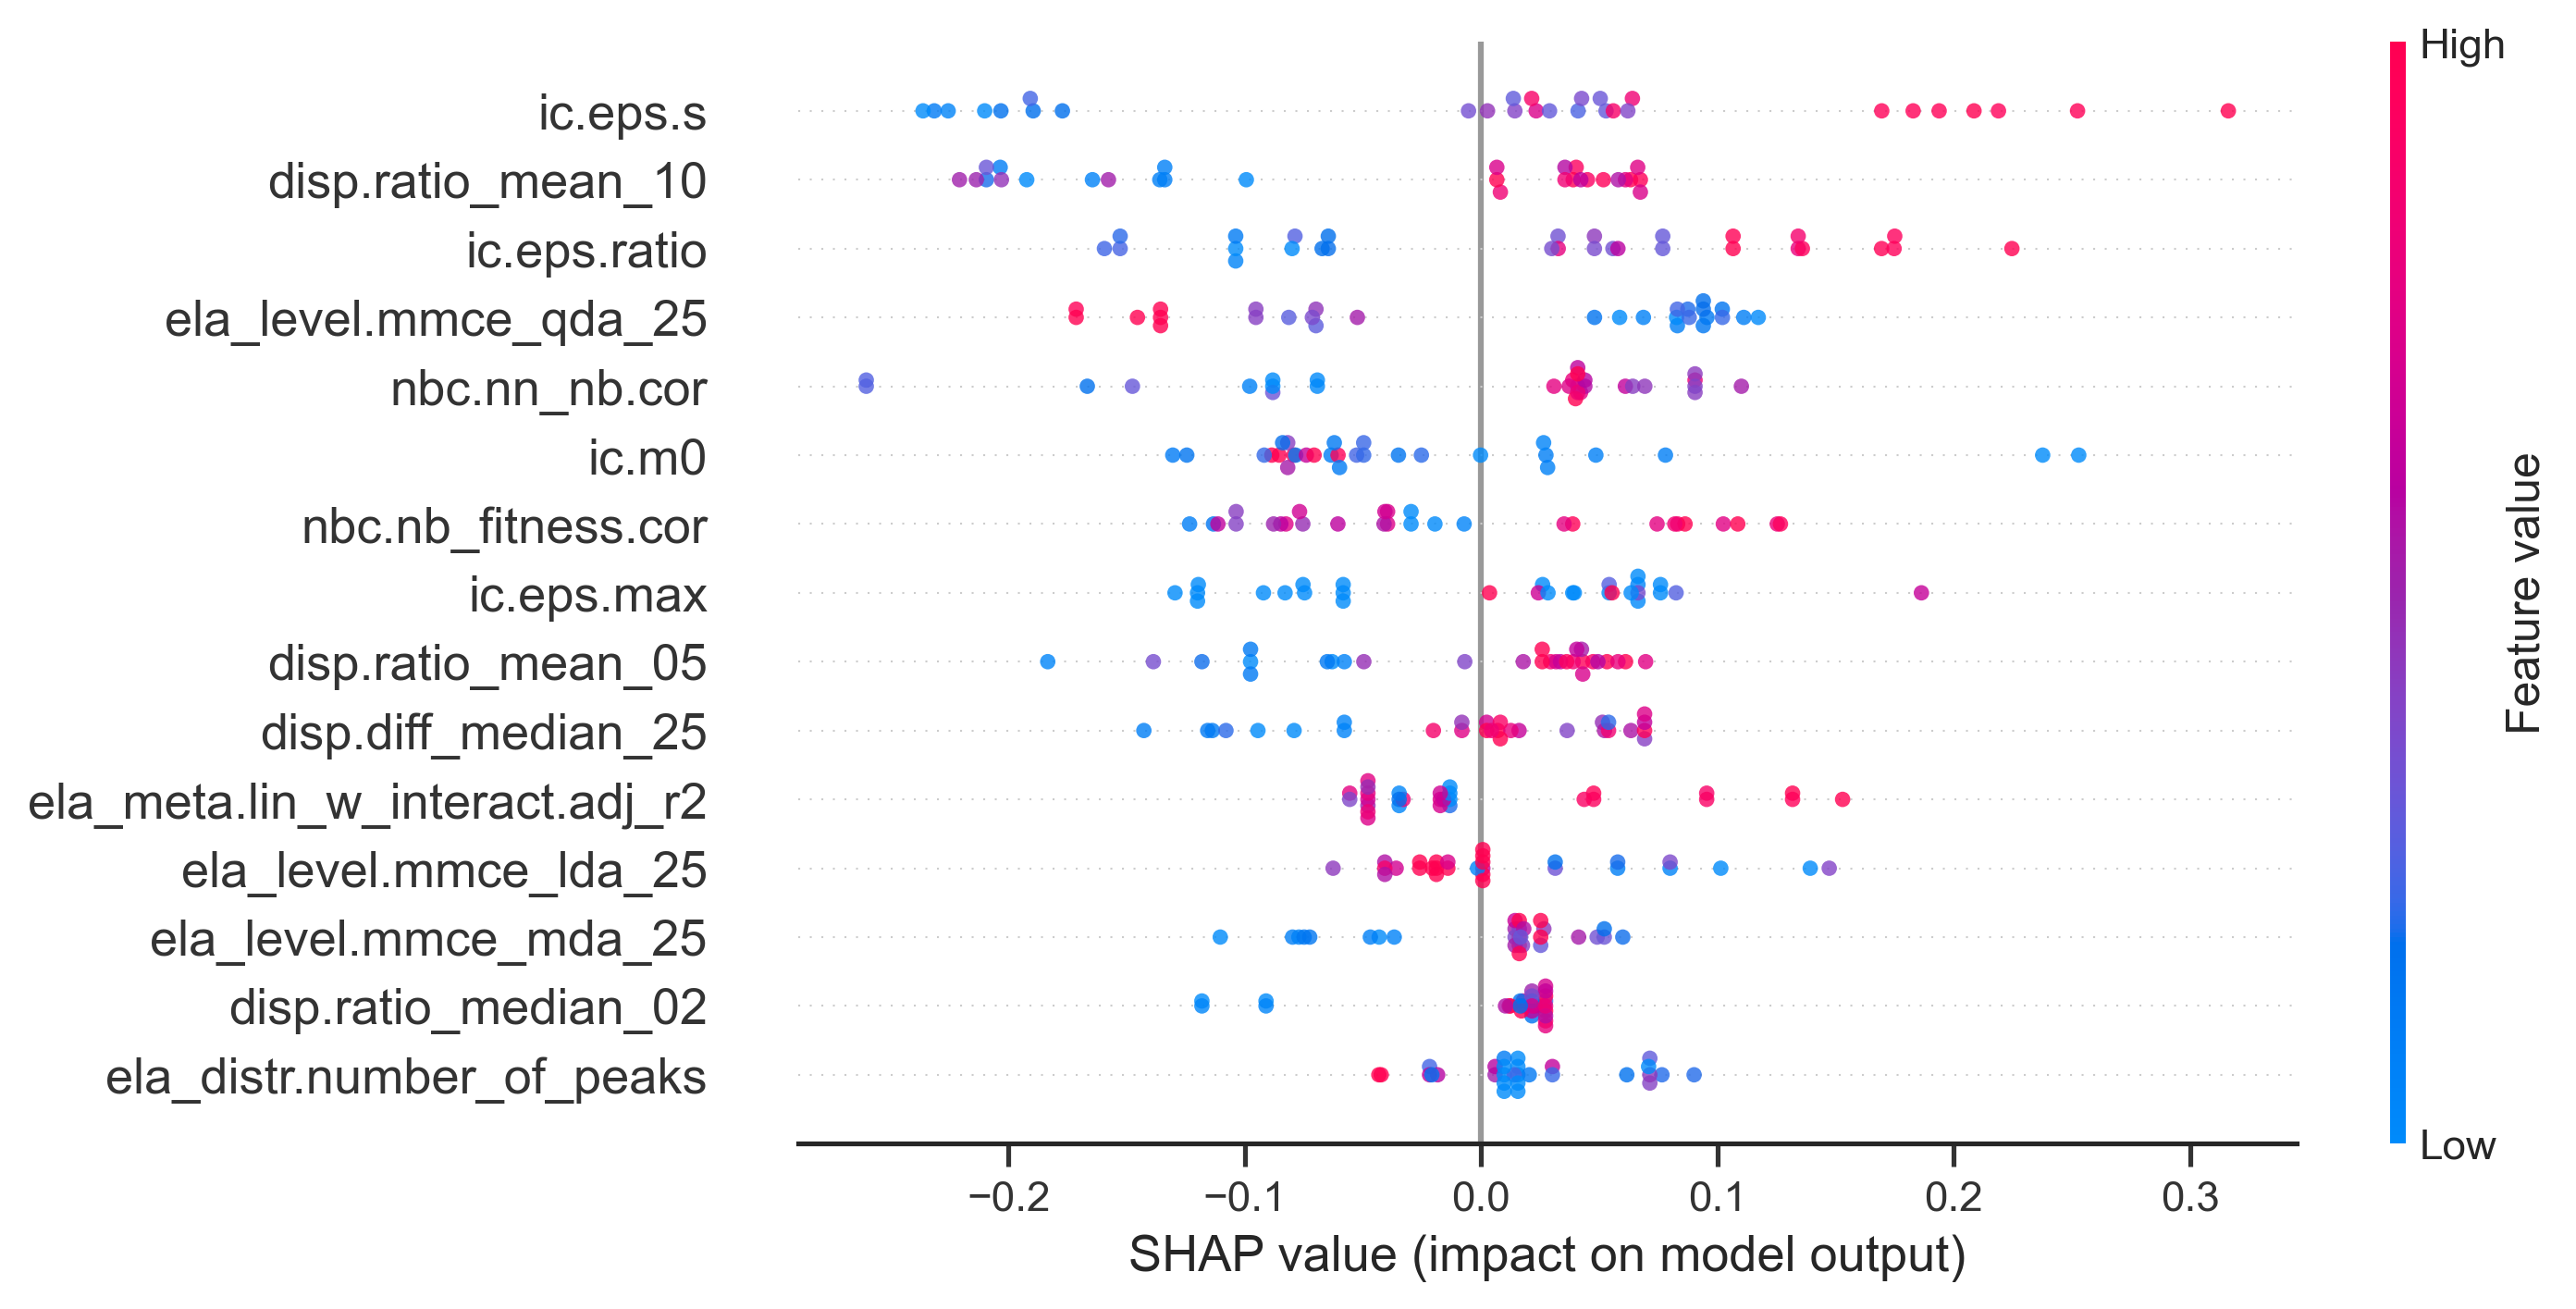 High
ic.eps.s
disp.ratio_mean_10
ic.eps.ratio
ela_level.mmce_qda_25
nbc.nn_nb.cor
ic.m0
nbc.nb_fitness.cor
ic.eps.max
disp.ratio_mean_05
disp.diff_median_25
ela_meta.lin_w_interact.adj_r2
ela_level.mmce_lda_25
ela_level.mmce_mda_25
disp.ratio_median_02
ela_distr.number_of_peaks
Feature value
Low
−0.2 −0.1 0.0 0.1 0.2 0.3
SHAP value (impact on model output)